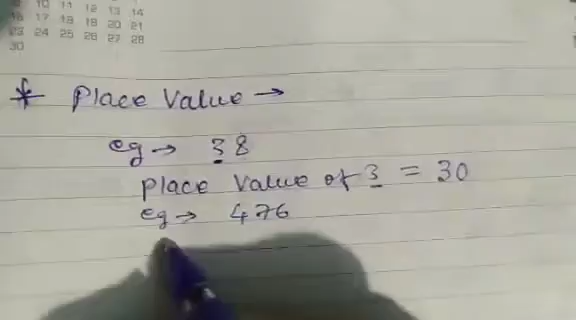 10 11 12 13 14
16 17 18 19 20 21
23 24 25 26 27 28
30
* Place Value →
eg → 38
Place Value of 3 = 30
eg → 476